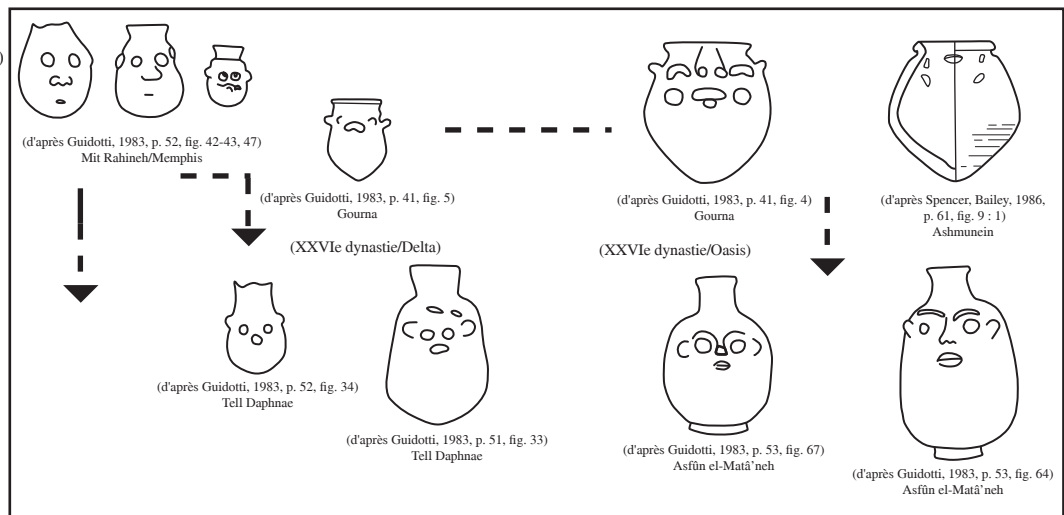 )
(d'après Guidotti, 1983, p. 52, fig. 42-43, 47)
Mit Rahineh/Memphis
(d'après Guidotti, 1983, p. 41, fig. 5)
Gourna
(d'après Guidotti, 1983, p. 41, fig. 4)
Gourna
(d'après Spencer, Bailey, 1986,
p. 61, fig. 9 : 1)
Ashmunein
(XXVIe dynastie/Delta)
(XXVIe dynastie/Oasis)
(d'après Guidotti, 1983, p. 52, fig. 34)
Tell Daphnae
(d'après Guidotti, 1983, p. 51, fig. 33)
Tell Daphnae
(d'après Guidotti, 1983, p. 53, fig. 67)
Asfûn el-Matâ'neh
(d'après Guidotti, 1983, p. 53, fig. 64)
Asfûn el-Matâ'neh